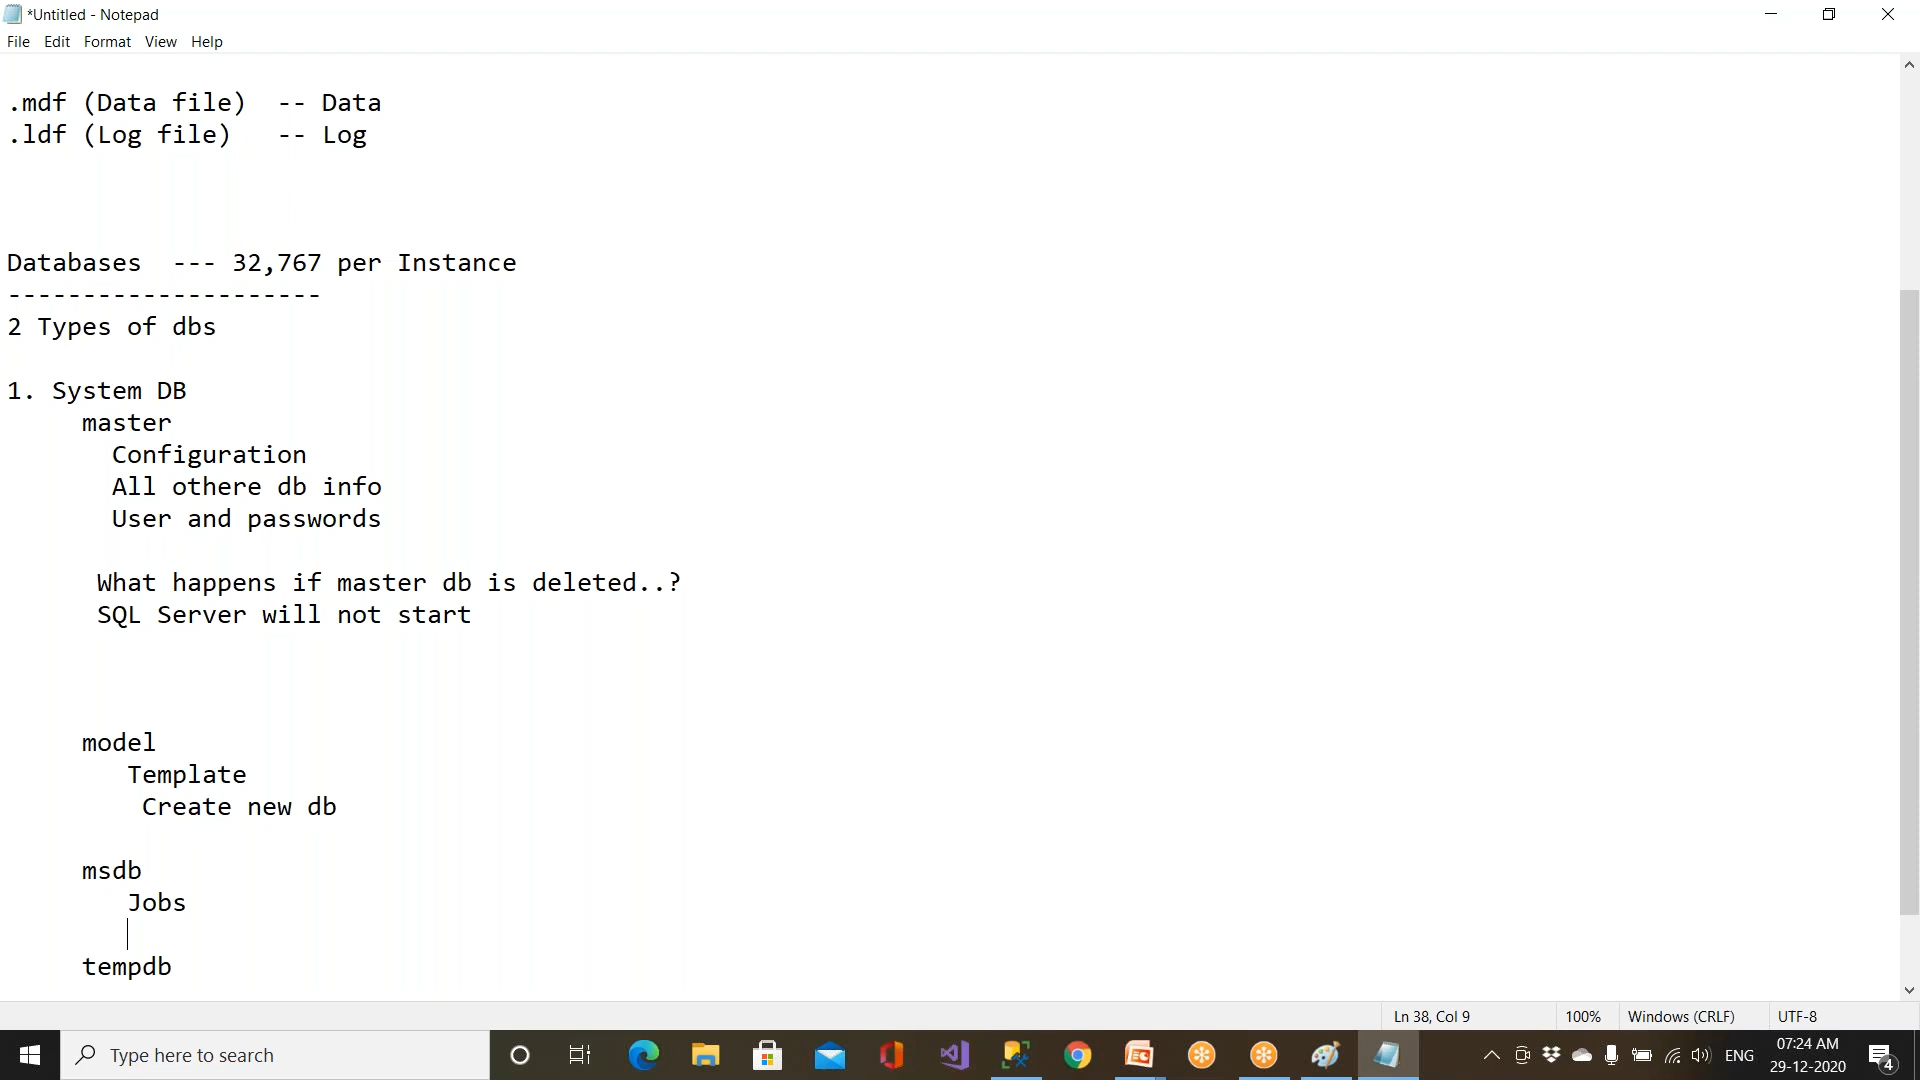 *Untitled - Notepad
File Edit Format View Help
.mdf (Data file)  -- Data
.ldf (Log file)   -- Log
Databases  --- 32,767 per Instance
---------------------
2 Types of dbs
1. System DB
master
Configuration
All othere db info
User and passwords
What happens if master db is deleted..?
SQL Server will not start
model
Template
Create new db
msdb
Jobs
tempdb
Ln 38, Col 9 100% Windows (CRLF) UTF-8
Type here to search
ENG
07:24 AM
29-12-2020
4